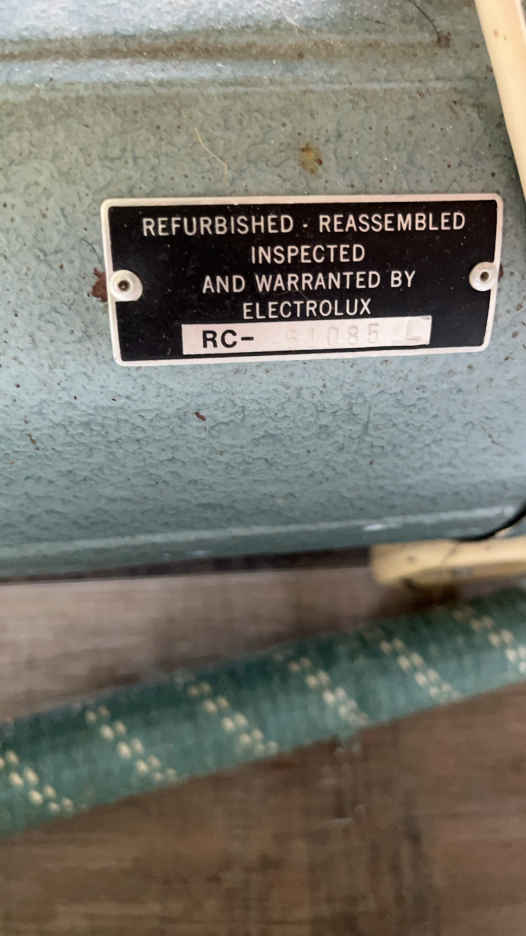 REFURBISHED · REASSEMBLED
INSPECTED
AND WARRANTED BY
ELECTROLUX
RC-